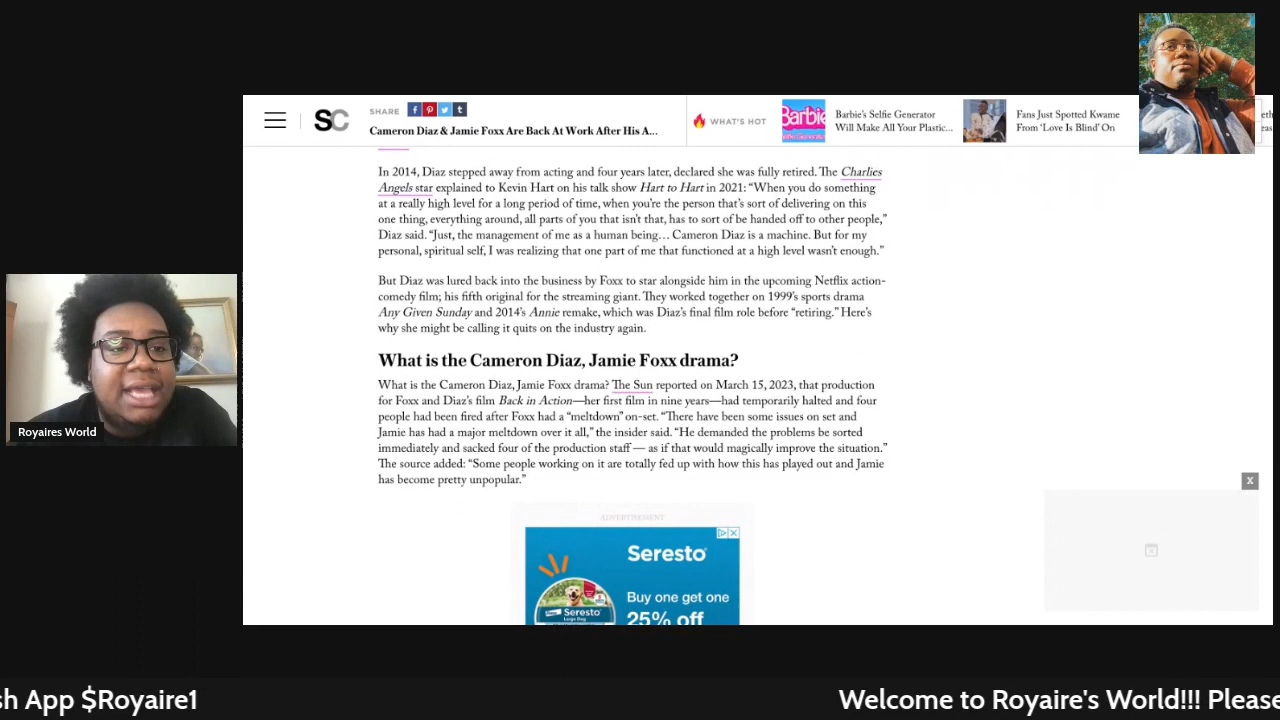 SC
SHARE
Cameron Diaz & Jamie Foxx Are Back At Work After His A...
WHAT'S HOT
Barbie
Barbie's Selfie Generator
Will Make All Your Plastic...
Fans Just Spotted Kwame
From 'Love Is Blind' On
In 2014, Diaz stepped away from acting and four years later, declared she was fully retired. The Charlies
Angels star explained to Kevin Hart on his talk show Hart to Hart in 2021: “When you do something
at a really high level for a long period of time, when you’re the person that’s sort of delivering on this
one thing, everything around, all parts of you that isn’t that, has to sort of be handed off to other people,”
Diaz said. “Just, the management of me as a human being… Cameron Diaz is a machine. But for my
personal, spiritual self, I was realizing that one part of me that functioned at a high level wasn’t enough.”
But Diaz was lured back into the business by Foxx to star alongside him in the upcoming Netflix action-
comedy film; his fifth original for the streaming giant. They worked together on 1999’s sports drama
Any Given Sunday and 2014’s Annie remake, which was Diaz’s final film role before “retiring.” Here’s
why she might be calling it quits on the industry again.
What is the Cameron Diaz, Jamie Foxx drama?
What is the Cameron Diaz, Jamie Foxx drama? The Sun reported on March 15, 2023, that production
for Foxx and Diaz’s film Back in Action—her first film in nine years—had temporarily halted and four
people had been fired after Foxx had a “meltdown” on-set. “There have been some issues on set and
Jamie has had a major meltdown over it all,” the insider said. “He demanded the problems be sorted
immediately and sacked four of the production staff — as if that would magically improve the situation.”
The source added: “Some people working on it are totally fed up with how this has played out and Jamie
has become pretty unpopular.”
ADVERTISEMENT
Seresto
Buy one get one
25% off
Seresto
X
Royaires World
sh App $Royaire1
Welcome to Royaire's World!!! Please